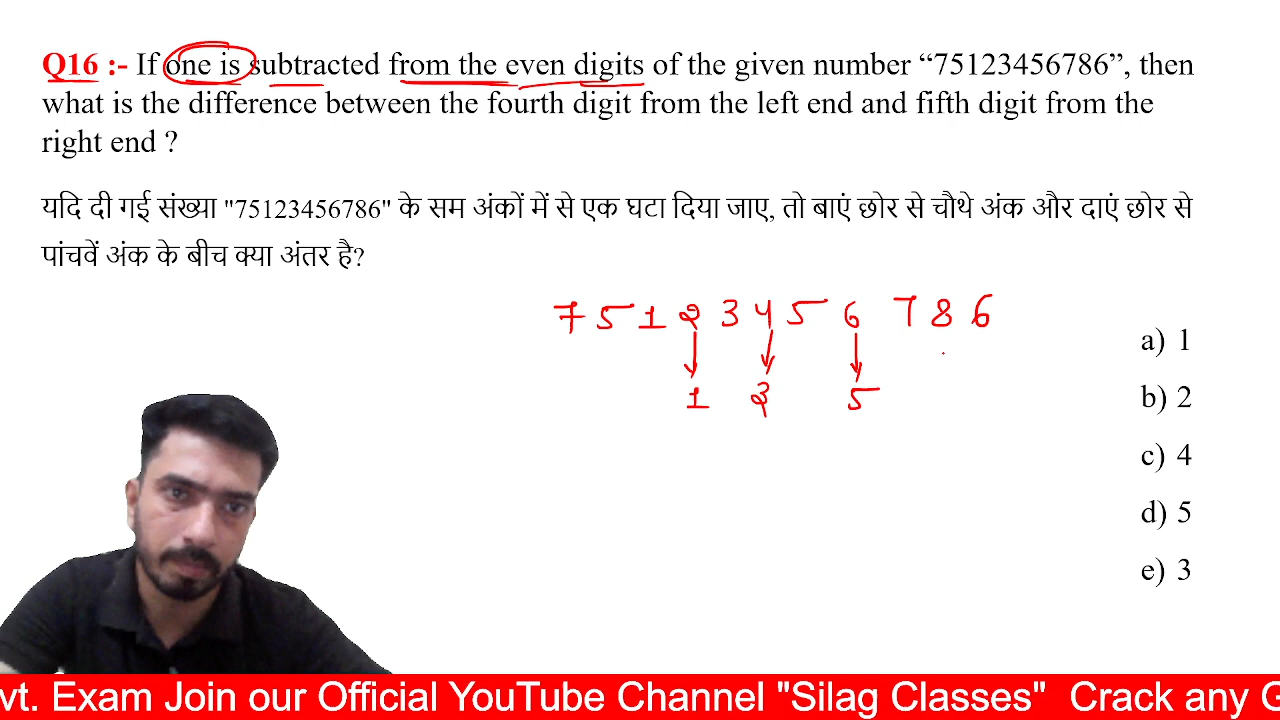 Q16 :- If one is subtracted from the even digits of the given number “75123456786”, then
what is the difference between the fourth digit from the left end and fifth digit from the
right end ?
यदि दी गई संख्या "75123456786" के सम अंकों में से एक घटा दिया जाए, तो बाएं छोर से चौथे अंक और दाएं छोर से
पांचवें अंक के बीच क्या अंतर है?
7 5 1 2 3 4 5 6 7 8 6
1 3 5
a) 1
b) 2
c) 4
d) 5
e) 3
vt. Exam Join our Official YouTube Channel "Silag Classes" Crack any G